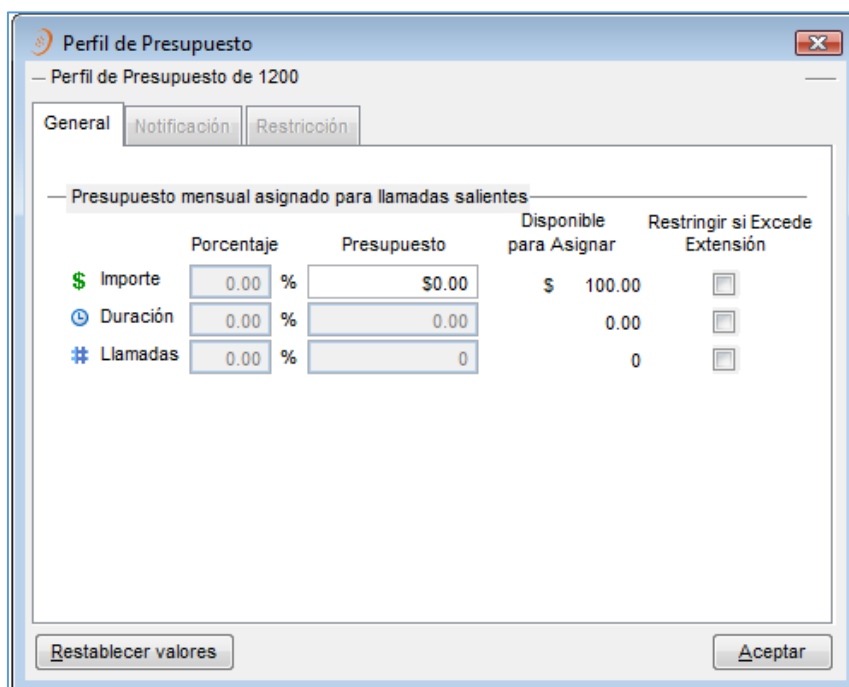 Perfil de Presupuesto
Perfil de Presupuesto de 1200
General Notificación Restricción
Presupuesto mensual asignado para llamadas salientes
Porcentaje Presupuesto Disponible para Asignar Restringir si Excede Extensión
$ Importe 0.00 % $0.00 $ 100.00
Duración 0.00 % 0.00 0.00
# Llamadas 0.00 % 0 0
Restablecer valores Aceptar